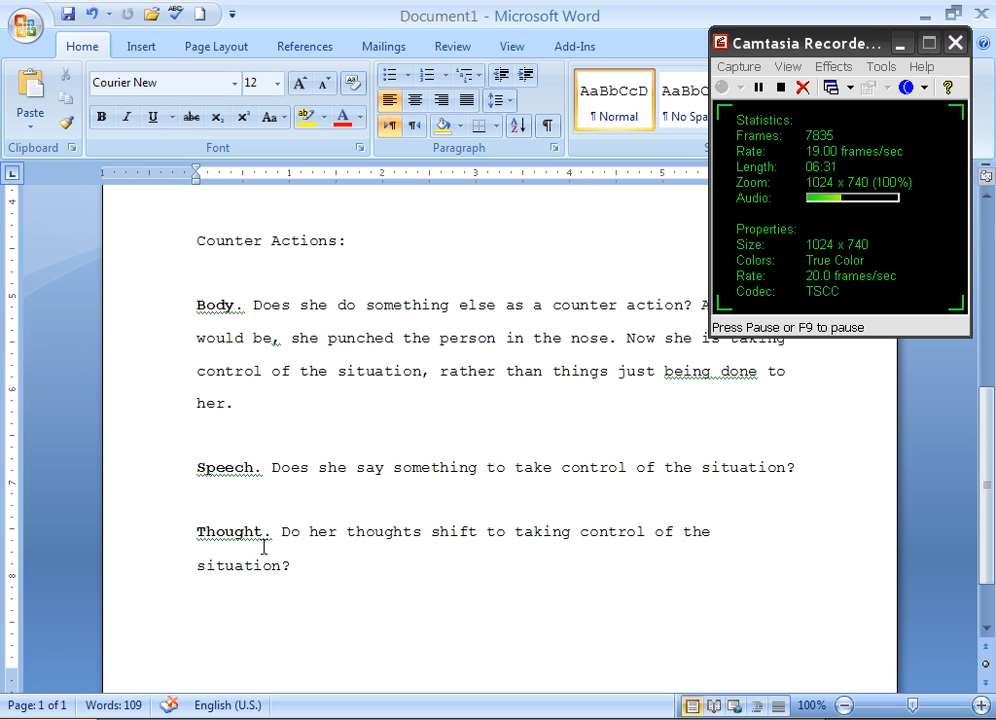 Document1 - Microsoft Word
Home Insert Page Layout References Mailings Review View Add-Ins
Paste
Courier New 12
AaBbCcD AaBbC
¶ Normal ¶ No Spa
Clipboard Font Paragraph
Camtasia Recorde...
Capture View Effects Tools Help
Statistics:
Frames: 7835
Rate: 19.00 frames/sec
Length: 06:31
Zoom: 1024 x 740 (100%)
Audio:
Properties:
Size: 1024 x 740
Colors: True Color
Rate: 20.0 frames/sec
Codec: TSCC
Press Pause or F9 to pause
Counter Actions:
Body. Does she do something else as a counter action? A
would be, she punched the person in the nose. Now she is taking
control of the situation, rather than things just being done to
her.
Speech. Does she say something to take control of the situation?
Thought. Do her thoughts shift to taking control of the
situation?
Page: 1 of 1 Words: 109 English (U.S.) 100%